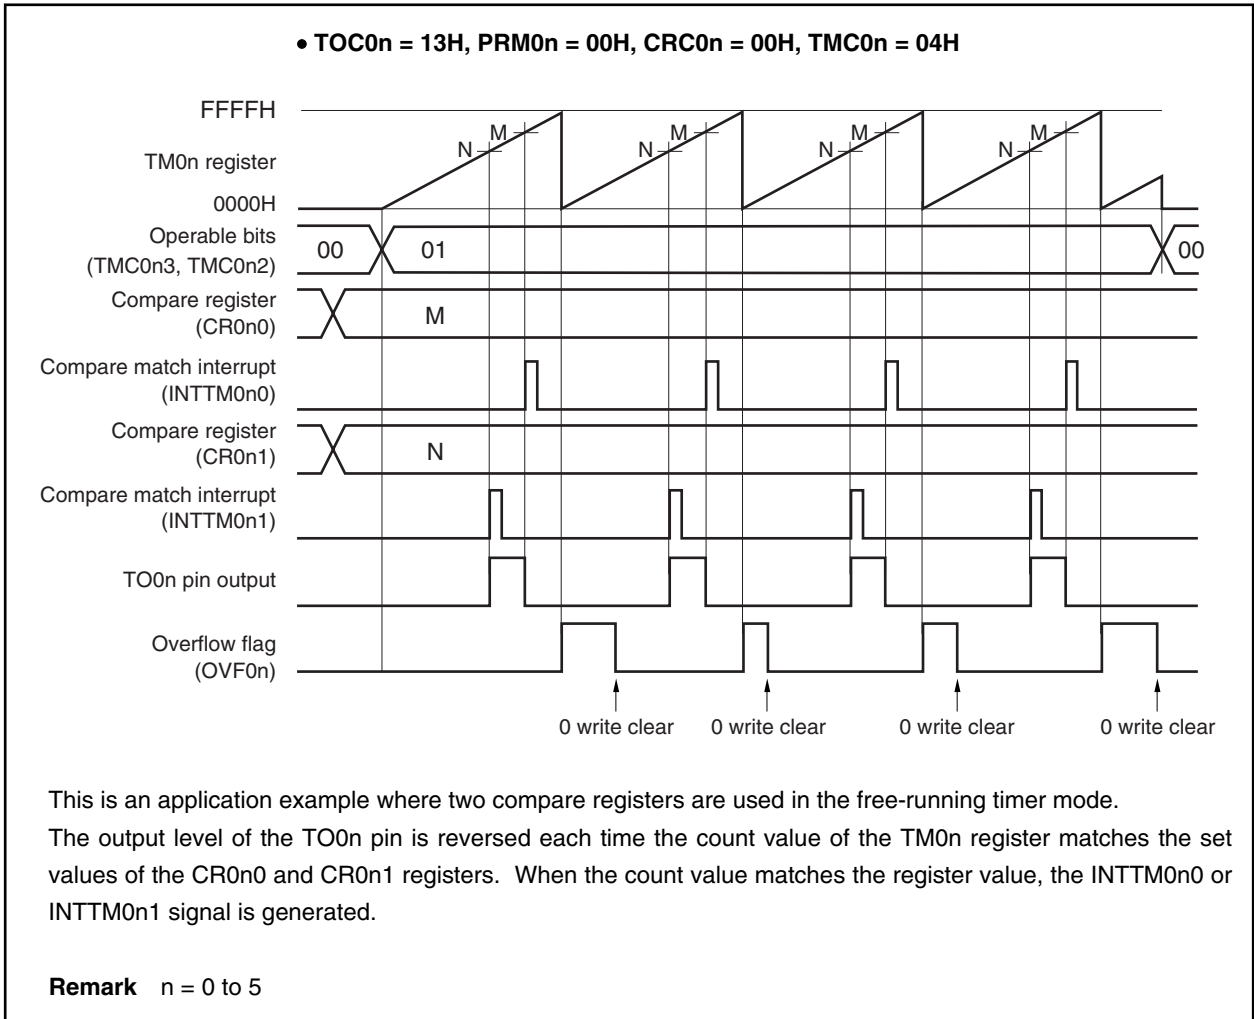 • TOC0n = 13H, PRM0n = 00H, CRC0n = 00H, TMC0n = 04H
FFFFH
M M M M
N N N N
TM0n register
0000H
Operable bits
(TMC0n3, TMC0n2)
00 01 00
Compare register
(CR0n0)
M
Compare match interrupt
(INTTM0n0)
Compare register
(CR0n1)
N
Compare match interrupt
(INTTM0n1)
TO0n pin output
Overflow flag
(OVF0n)
0 write clear 0 write clear 0 write clear 0 write clear
This is an application example where two compare registers are used in the free-running timer mode.
The output level of the TO0n pin is reversed each time the count value of the TM0n register matches the set
values of the CR0n0 and CR0n1 registers. When the count value matches the register value, the INTTM0n0 or
INTTM0n1 signal is generated.
Remark n = 0 to 5